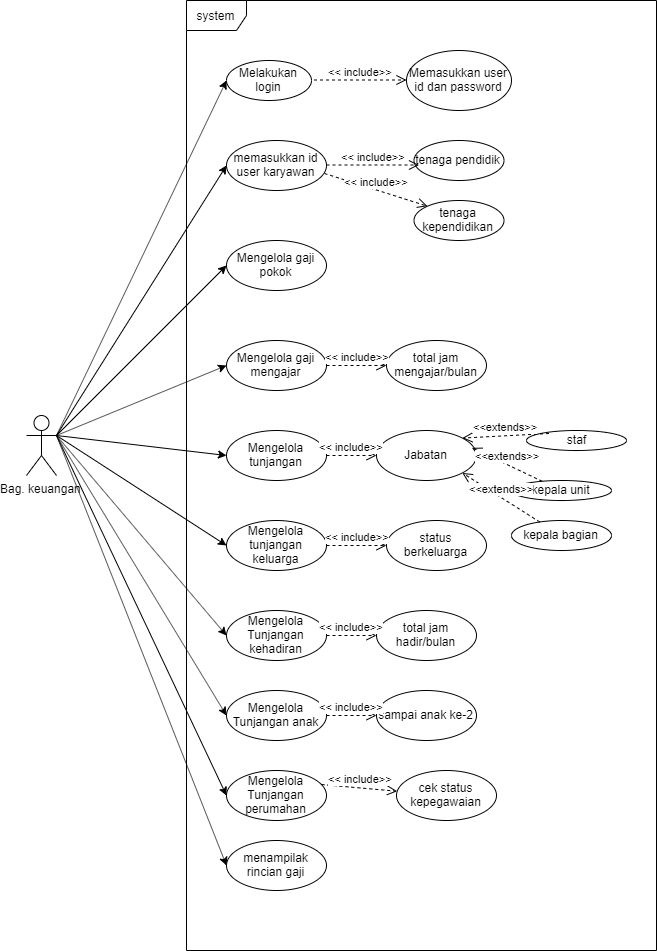 system
Melakukan
login
<< include>>
Memasukkan user
id dan password
memasukkan id
user karyawan
<< include>>
tenaga pendidik
<< include>>
tenaga
kependidikan
Mengelola gaji
pokok
Mengelola gaji
mengajar
<< include>>
total jam
mengajar/bulan
Bag. keuangan
Mengelola
tunjangan
<< include>>
Jabatan
<<extends>>
staf
<<extends>>
kepala unit
<<extends>>
kepala bagian
Mengelola
tunjangan
keluarga
<< include>>
status
berkeluarga
Mengelola
Tunjangan
kehadiran
<< include>>
total jam
hadir/bulan
Mengelola
Tunjangan anak
<< include>>
sampai anak ke-2
Mengelola
Tunjangan
perumahan
<< include>>
cek status
kepegawaian
menampilak
rincian gaji